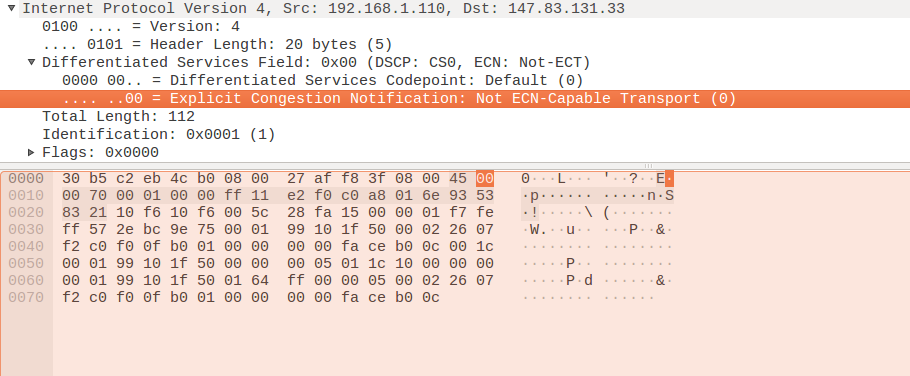 Internet Protocol Version 4, Src: 192.168.1.110, Dst: 147.83.131.33
0100 .... = Version: 4
.... 0101 = Header Length: 20 bytes (5)
Differentiated Services Field: 0x00 (DSCP: CS0, ECN: Not-ECT)
0000 00.. = Differentiated Services Codepoint: Default (0)
.... ..00 = Explicit Congestion Notification: Not ECN-Capable Transport (0)
Total Length: 112
Identification: 0x0001 (1)
Flags: 0x0000
0000 30 b5 c2 eb 4c b0 08 00 27 af f8 3f 08 00 45 00 0···L··· '··?··E·
0010 00 70 00 01 00 00 ff 11 e2 f0 c0 a8 01 6e 93 53 ·p······ ·····n·S
0020 83 21 10 f6 10 f6 00 5c 28 fa 15 00 00 01 f7 fe ·!·····\ (·······
0030 ff 57 2e bc 9e 75 00 01 99 10 1f 50 00 02 26 07 ·W.··u·· ···P··&·
0040 f2 c0 f0 0f b0 01 00 00 00 00 fa ce b0 0c 00 1c ········ ········
0050 00 01 99 10 1f 50 00 00 00 05 01 1c 10 00 00 00 ·····P·· ········
0060 00 01 99 10 1f 50 01 64 ff 00 00 05 00 02 26 07 ·····P·d ······&·
0070 f2 c0 f0 0f b0 01 00 00 00 00 fa ce b0 0c ········ ······